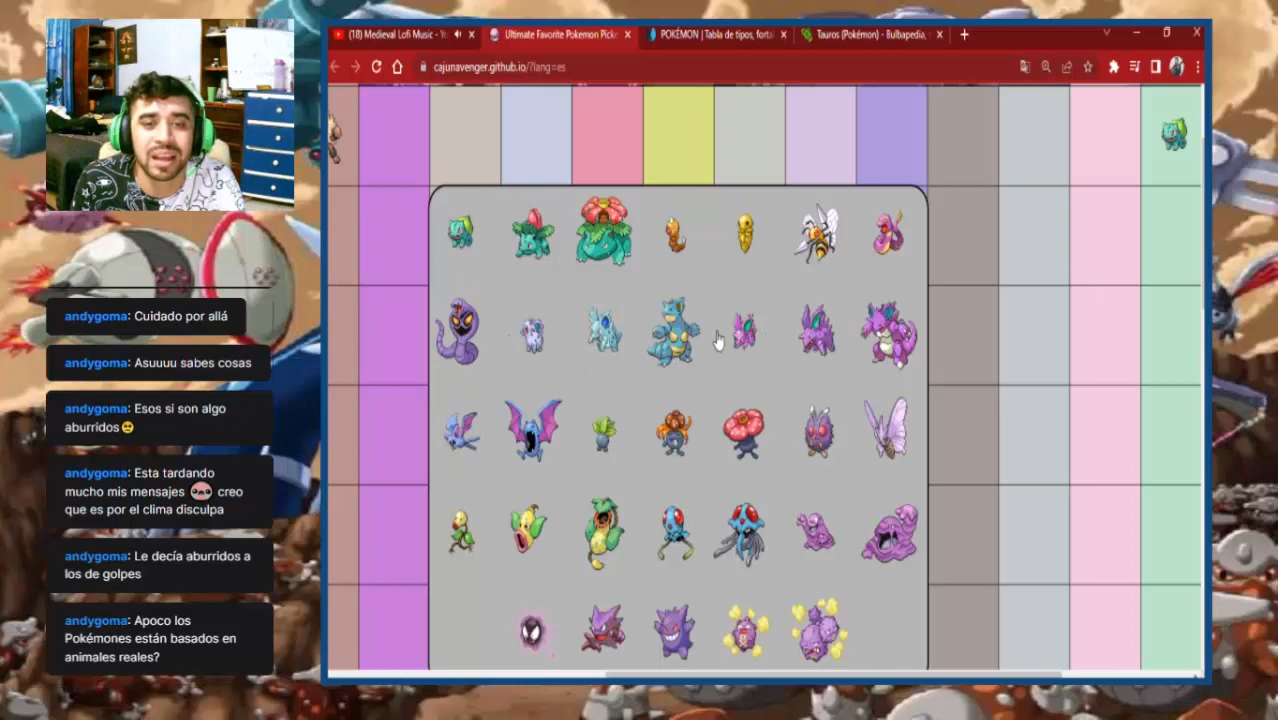 (18) Medieval Lofi Music - Yo
Ultimate Favorite Pokemon Pick
POKÉMON | Tabla de tipos, forta
Tauros (Pokémon) - Bulbapedia,
cajunavenger.github.io/?lang=es
andygoma: Cuidado por allá
andygoma: Asuuuu sabes cosas
andygoma: Esos si son algo
aburridos
andygoma: Esta tardando
mucho mis mensajes creo
que es por el clima disculpa
andygoma: Le decía aburridos a
los de golpes
andygoma: Apoco los
Pokémones están basados en
animales reales?